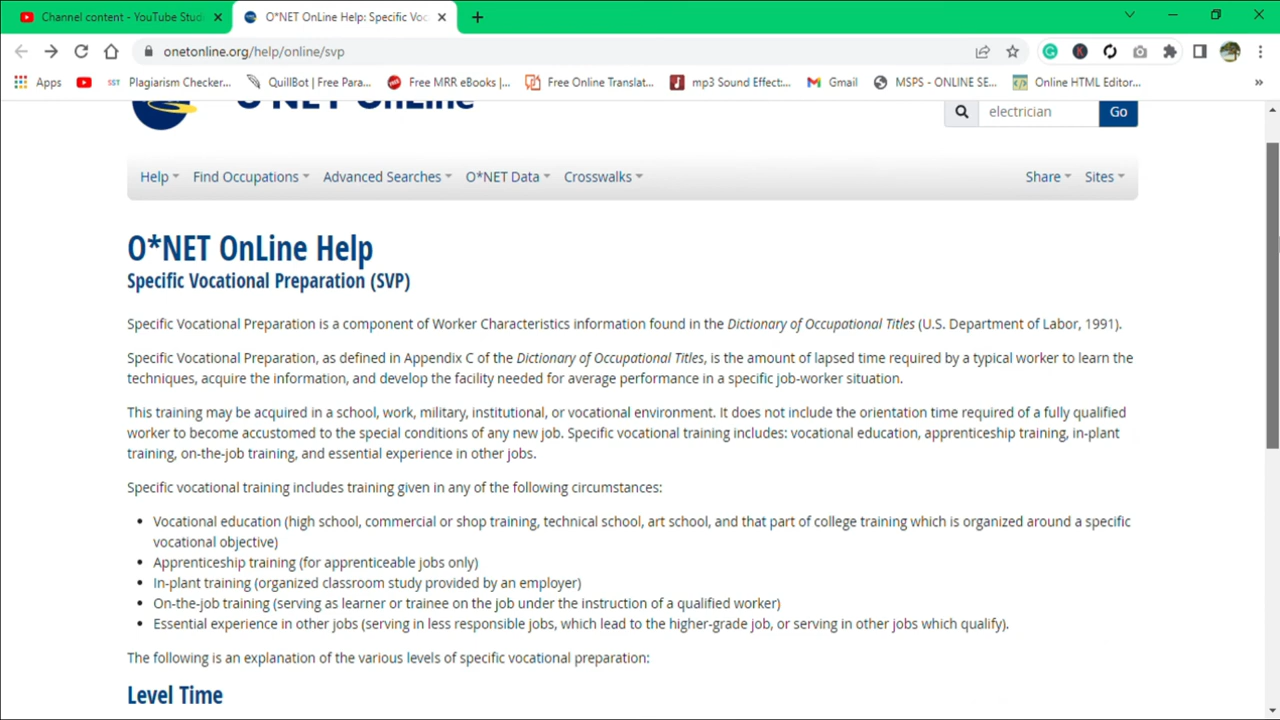 Channel content - YouTube Stud
O*NET OnLine Help: Specific Voc
onetonline.org/help/online/svp
Apps
SST
Plagiarism Checker...
QuillBot | Free Para...
Free MRR eBooks |...
Free Online Translat...
mp3 Sound Effect:...
Gmail
MSPS - ONLINE SE...
Online HTML Editor...
O*NET OnLine
electrician
Go
Help
Find Occupations
Advanced Searches
O*NET Data
Crosswalks
Share
Sites
O*NET OnLine Help
Specific Vocational Preparation (SVP)
Specific Vocational Preparation is a component of Worker Characteristics information found in the Dictionary of Occupational Titles (U.S. Department of Labor, 1991).
Specific Vocational Preparation, as defined in Appendix C of the Dictionary of Occupational Titles, is the amount of lapsed time required by a typical worker to learn the
techniques, acquire the information, and develop the facility needed for average performance in a specific job-worker situation.
This training may be acquired in a school, work, military, institutional, or vocational environment. It does not include the orientation time required of a fully qualified
worker to become accustomed to the special conditions of any new job. Specific vocational training includes: vocational education, apprenticeship training, in-plant
training, on-the-job training, and essential experience in other jobs.
Specific vocational training includes training given in any of the following circumstances:
• Vocational education (high school, commercial or shop training, technical school, art school, and that part of college training which is organized around a specific
vocational objective)
• Apprenticeship training (for apprenticeable jobs only)
• In-plant training (organized classroom study provided by an employer)
• On-the-job training (serving as learner or trainee on the job under the instruction of a qualified worker)
• Essential experience in other jobs (serving in less responsible jobs, which lead to the higher-grade job, or serving in other jobs which qualify).
The following is an explanation of the various levels of specific vocational preparation:
Level Time